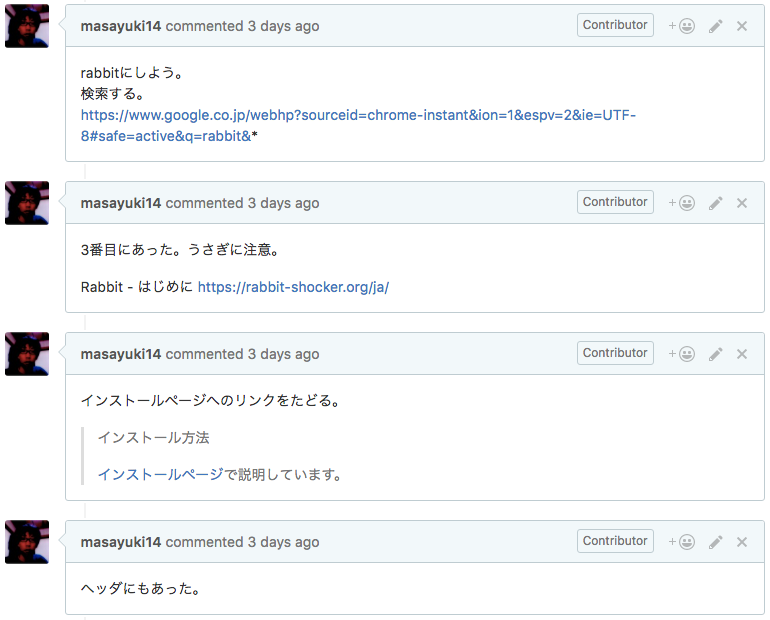 masayuki14 commented 3 days ago Contributor
rabbitにしよう。
検索する。
https://www.google.co.jp/webhp?sourceid=chrome-instant&ion=1&espv=2&ie=UTF-
8#safe=active&q=rabbit&*
masayuki14 commented 3 days ago Contributor
3番目にあった。うさぎに注意。
Rabbit - はじめに https://rabbit-shocker.org/ja/
masayuki14 commented 3 days ago Contributor
インストールページへのリンクをたどる。
インストール方法
インストールページで説明しています。
masayuki14 commented 3 days ago Contributor
ヘッダにもあった。